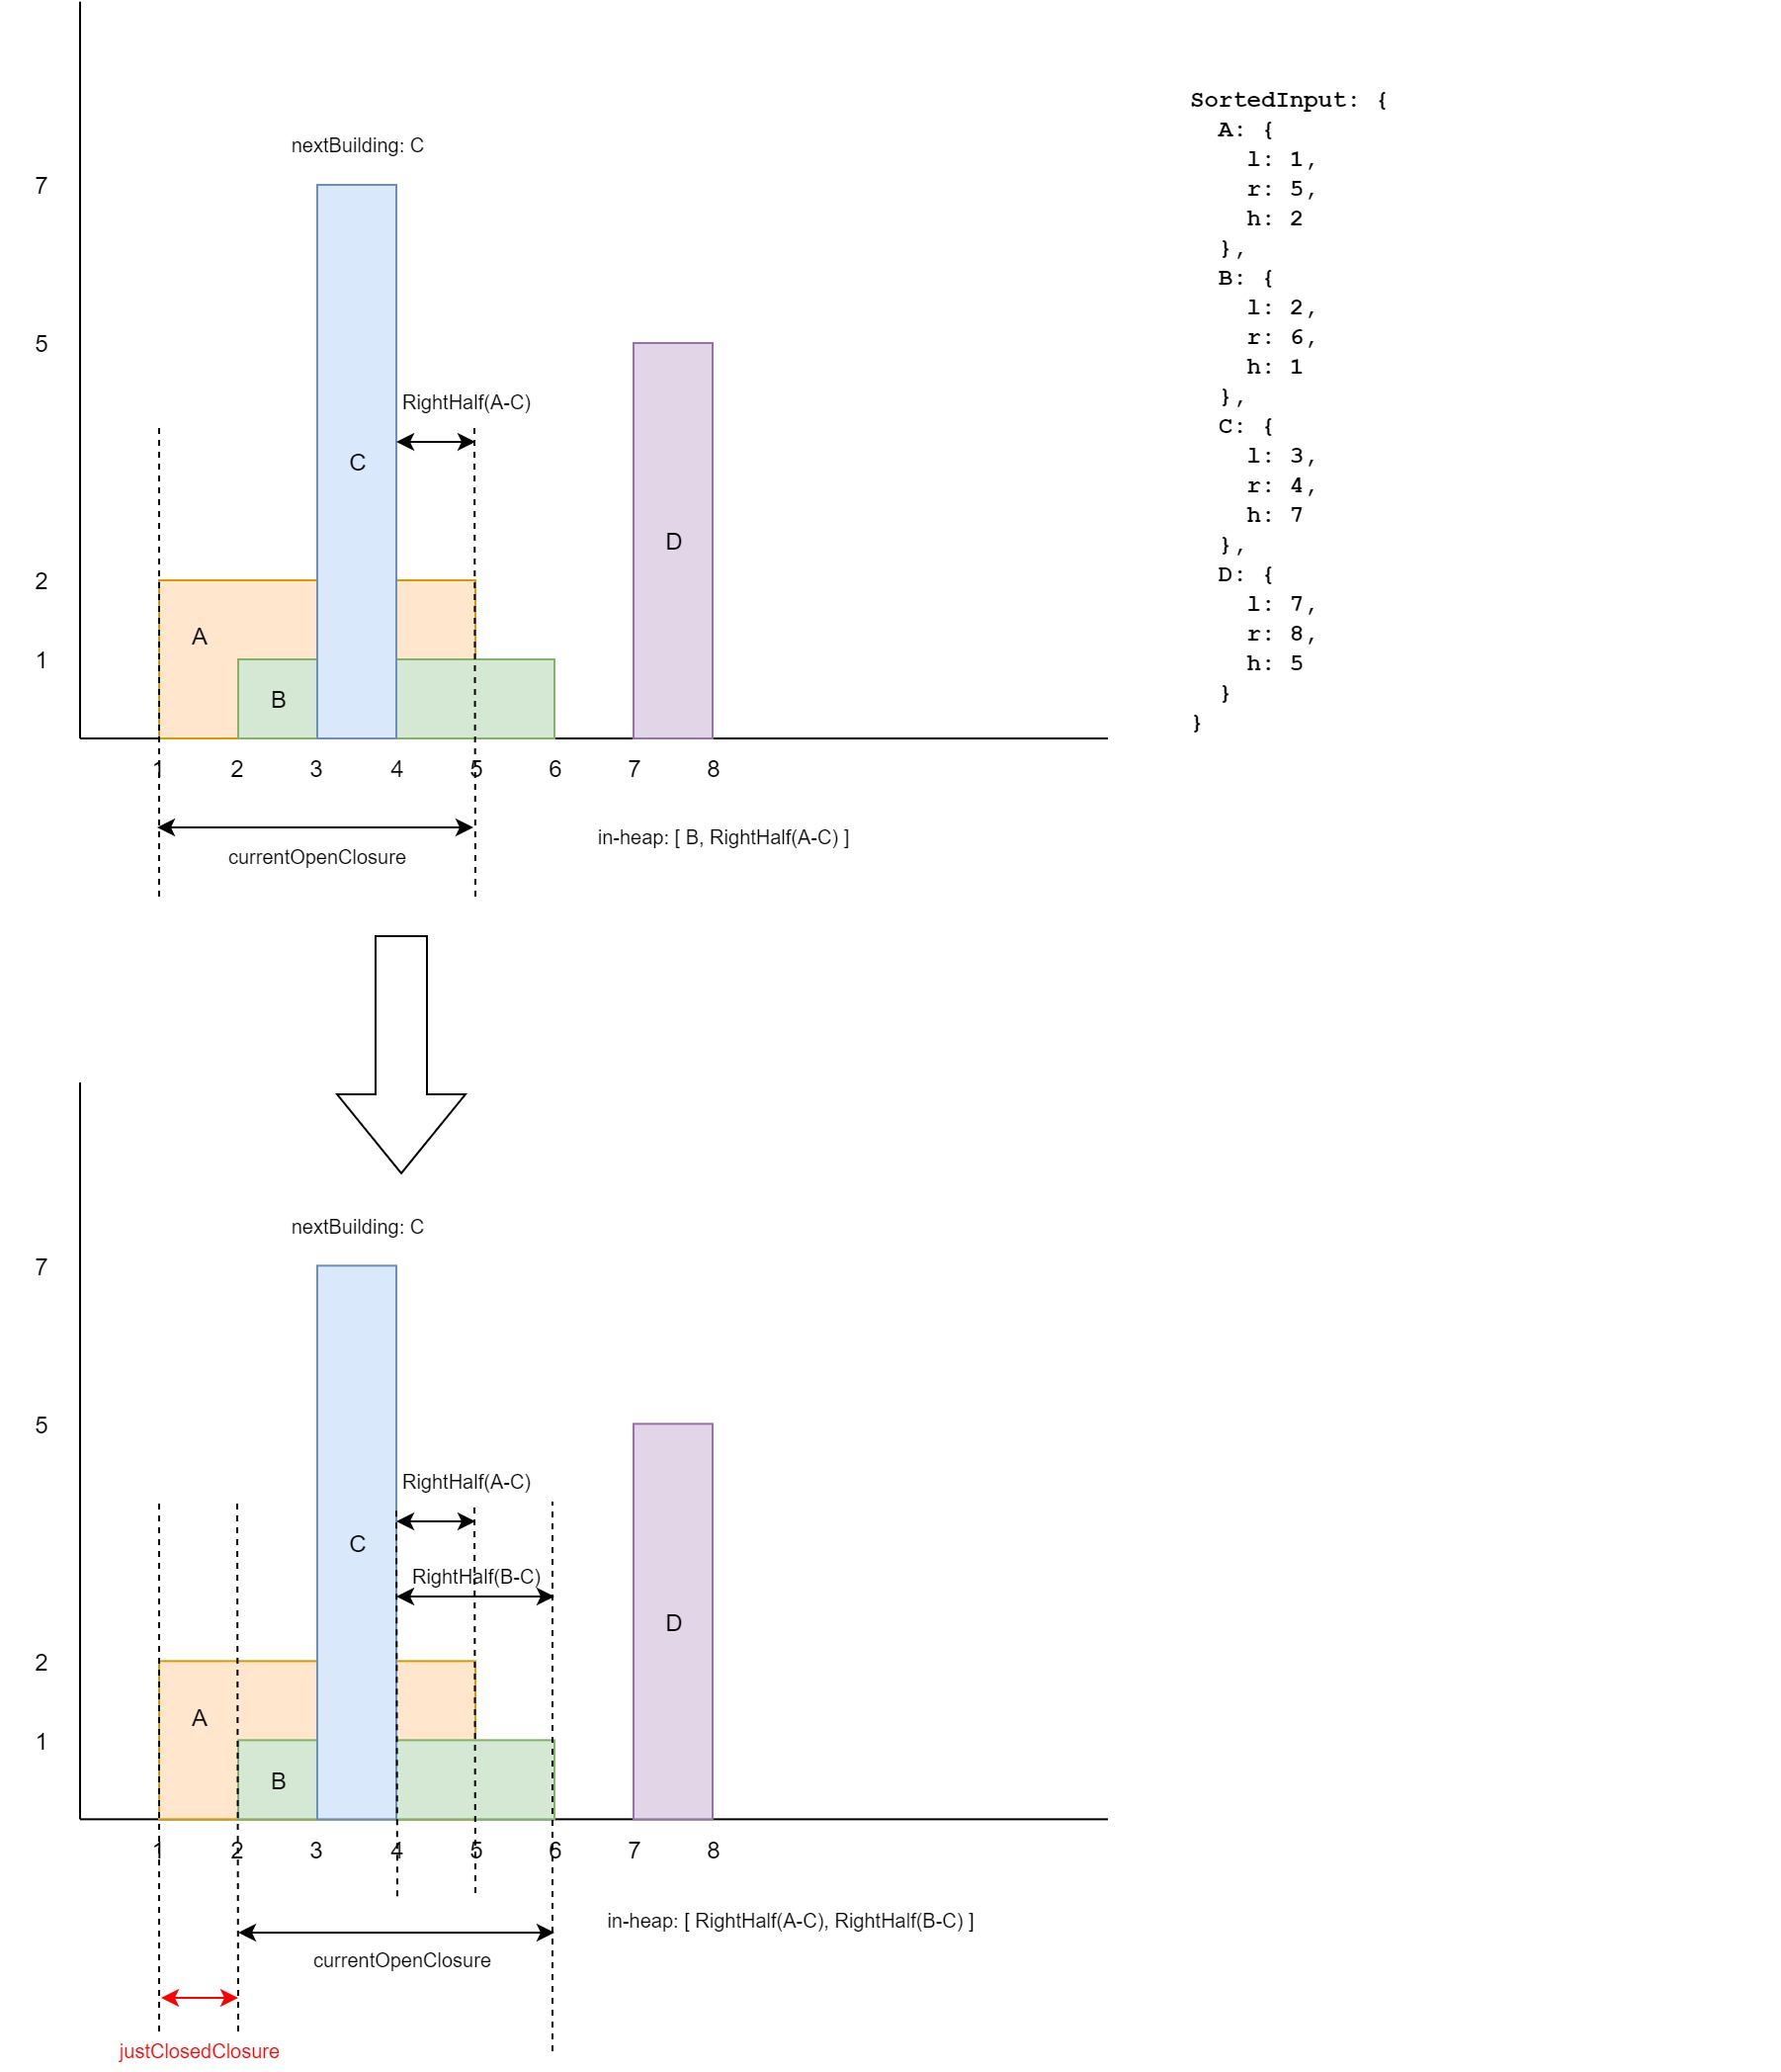 nextBuilding: C
7
5
RightHalf(A-C)
C
D
2
A
1
B
1 2 3 4 5 6 7 8
currentOpenClosure
in-heap: [ B, RightHalf(A-C) ]
SortedInput: {
A: {
l: 1,
r: 5,
h: 2
},
B: {
l: 2,
r: 6,
h: 1
},
C: {
l: 3,
r: 4,
h: 7
},
D: {
l: 7,
r: 8,
h: 5
}
}
nextBuilding: C
7
5
RightHalf(A-C)
C
RightHalf(B-C)
D
2
A
1
B
1 2 3 4 5 6 7 8
in-heap: [ RightHalf(A-C), RightHalf(B-C) ]
currentOpenClosure
justClosedClosure